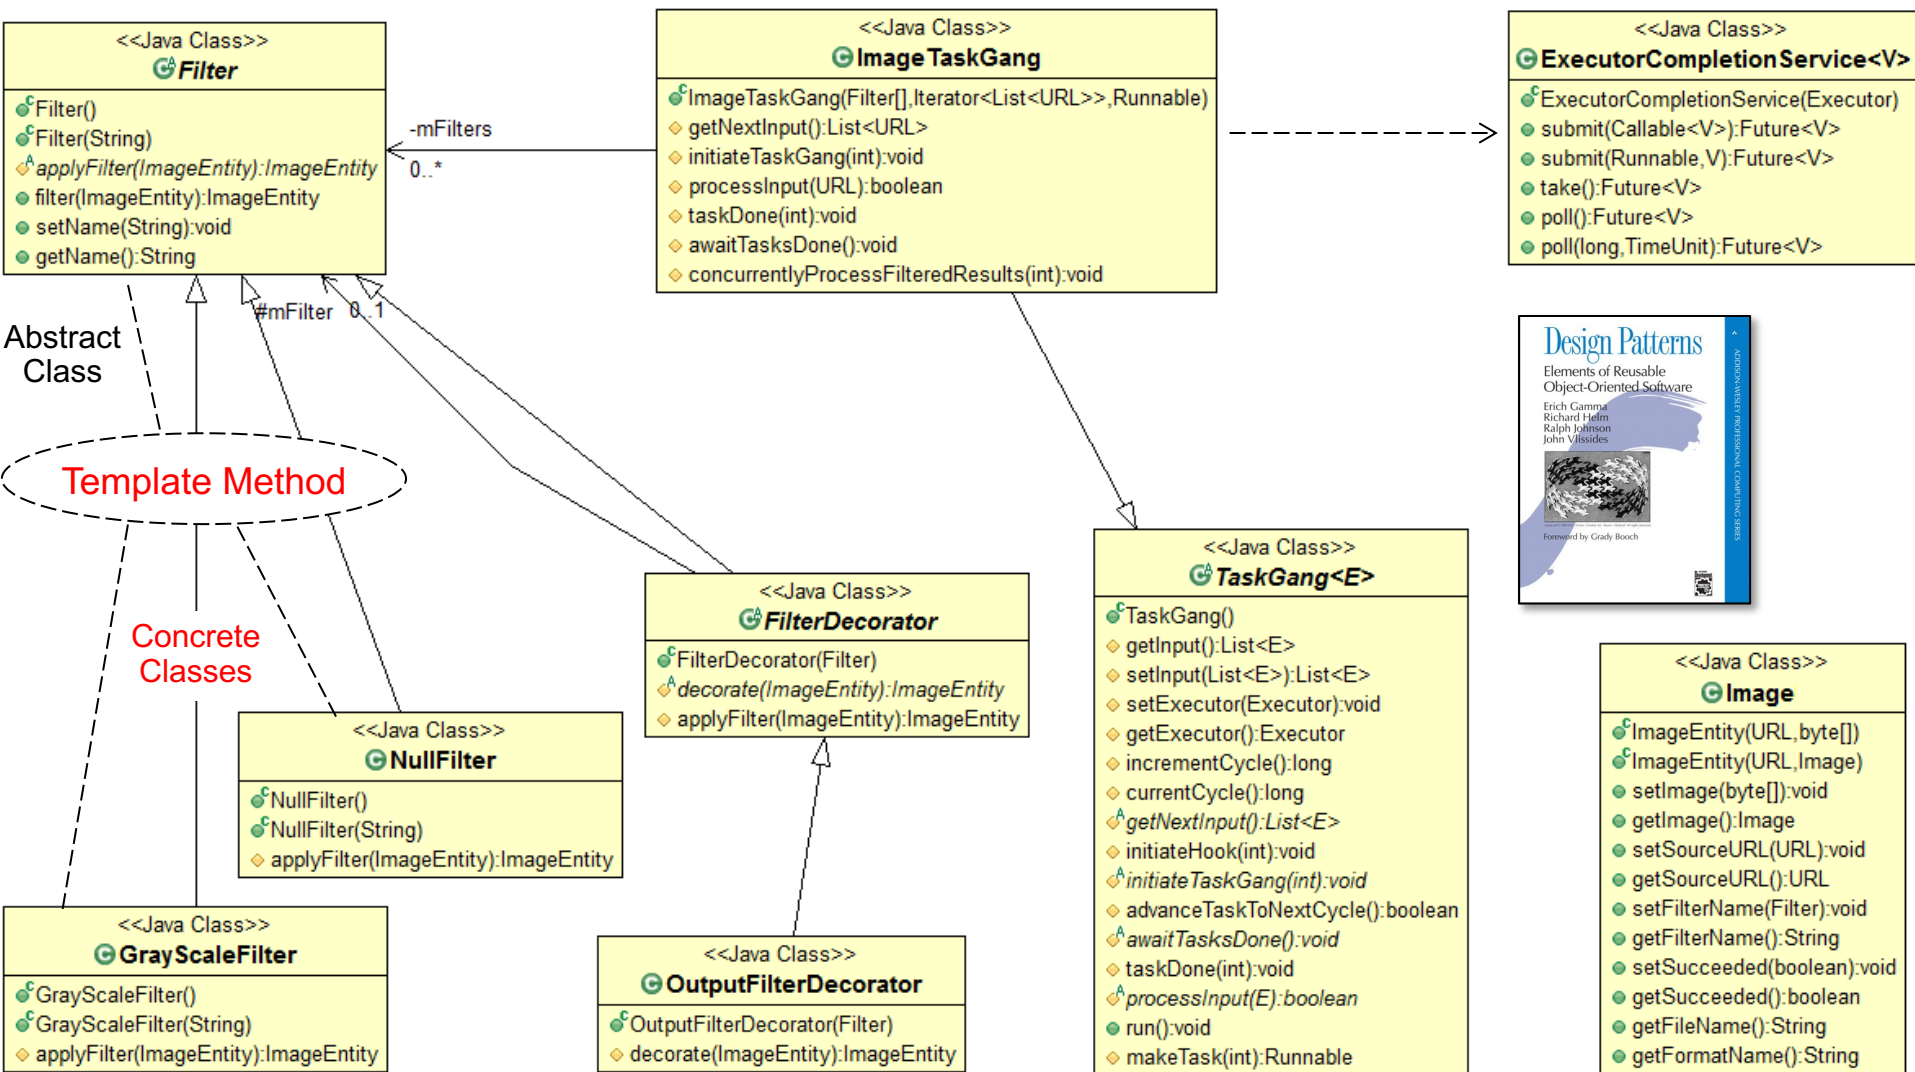 <<Java Class>>
Filter
Filter()
Filter(String)
applyFilter(ImageEntity):ImageEntity
filter(ImageEntity):ImageEntity
setName(String):void
getName():String
<<Java Class>>
ImageTaskGang
ImageTaskGang(Filter[],Iterator<List<URL>>,Runnable)
getNextInput():List<URL>
initiateTaskGang(int):void
processInput(URL):boolean
taskDone(int):void
awaitTasksDone():void
concurrentlyProcessFilteredResults(int):void
<<Java Class>>
ExecutorCompletionService<V>
ExecutorCompletionService(Executor)
submit(Callable<V>):Future<V>
submit(Runnable,V):Future<V>
take():Future<V>
poll():Future<V>
poll(long,TimeUnit):Future<V>
-mFilters
0..*
#mFilter 0..1
Abstract
Class
Template Method
Concrete
Classes
Design Patterns
Elements of Reusable
Object-Oriented Software
Erich Gamma
Richard Helm
Ralph Johnson
John Vlissides
Foreword by Grady Booch
ADDISON-WESLEY PROFESSIONAL COMPUTING SERIES
<<Java Class>>
NullFilter
NullFilter()
NullFilter(String)
applyFilter(ImageEntity):ImageEntity
<<Java Class>>
FilterDecorator
FilterDecorator(Filter)
decorate(ImageEntity):ImageEntity
applyFilter(ImageEntity):ImageEntity
<<Java Class>>
TaskGang<E>
TaskGang()
getInput():List<E>
setInput(List<E>):List<E>
setExecutor(Executor):void
getExecutor():Executor
incrementCycle():long
currentCycle():long
getNextInput():List<E>
initiateHook(int):void
initiateTaskGang(int):void
advanceTaskToNextCycle():boolean
awaitTasksDone():void
taskDone(int):void
processInput(E):boolean
run():void
makeTask(int):Runnable
<<Java Class>>
Image
ImageEntity(URL,byte[])
ImageEntity(URL,Image)
setImage(byte[]):void
getImage():Image
setSourceURL(URL):void
getSourceURL():URL
setFilterName(Filter):void
getFilterName():String
setSucceeded(boolean):void
getSucceeded():boolean
getFileName():String
getFormatName():String
<<Java Class>>
GrayScaleFilter
GrayScaleFilter()
GrayScaleFilter(String)
applyFilter(ImageEntity):ImageEntity
<<Java Class>>
OutputFilterDecorator
OutputFilterDecorator(Filter)
decorate(ImageEntity):ImageEntity